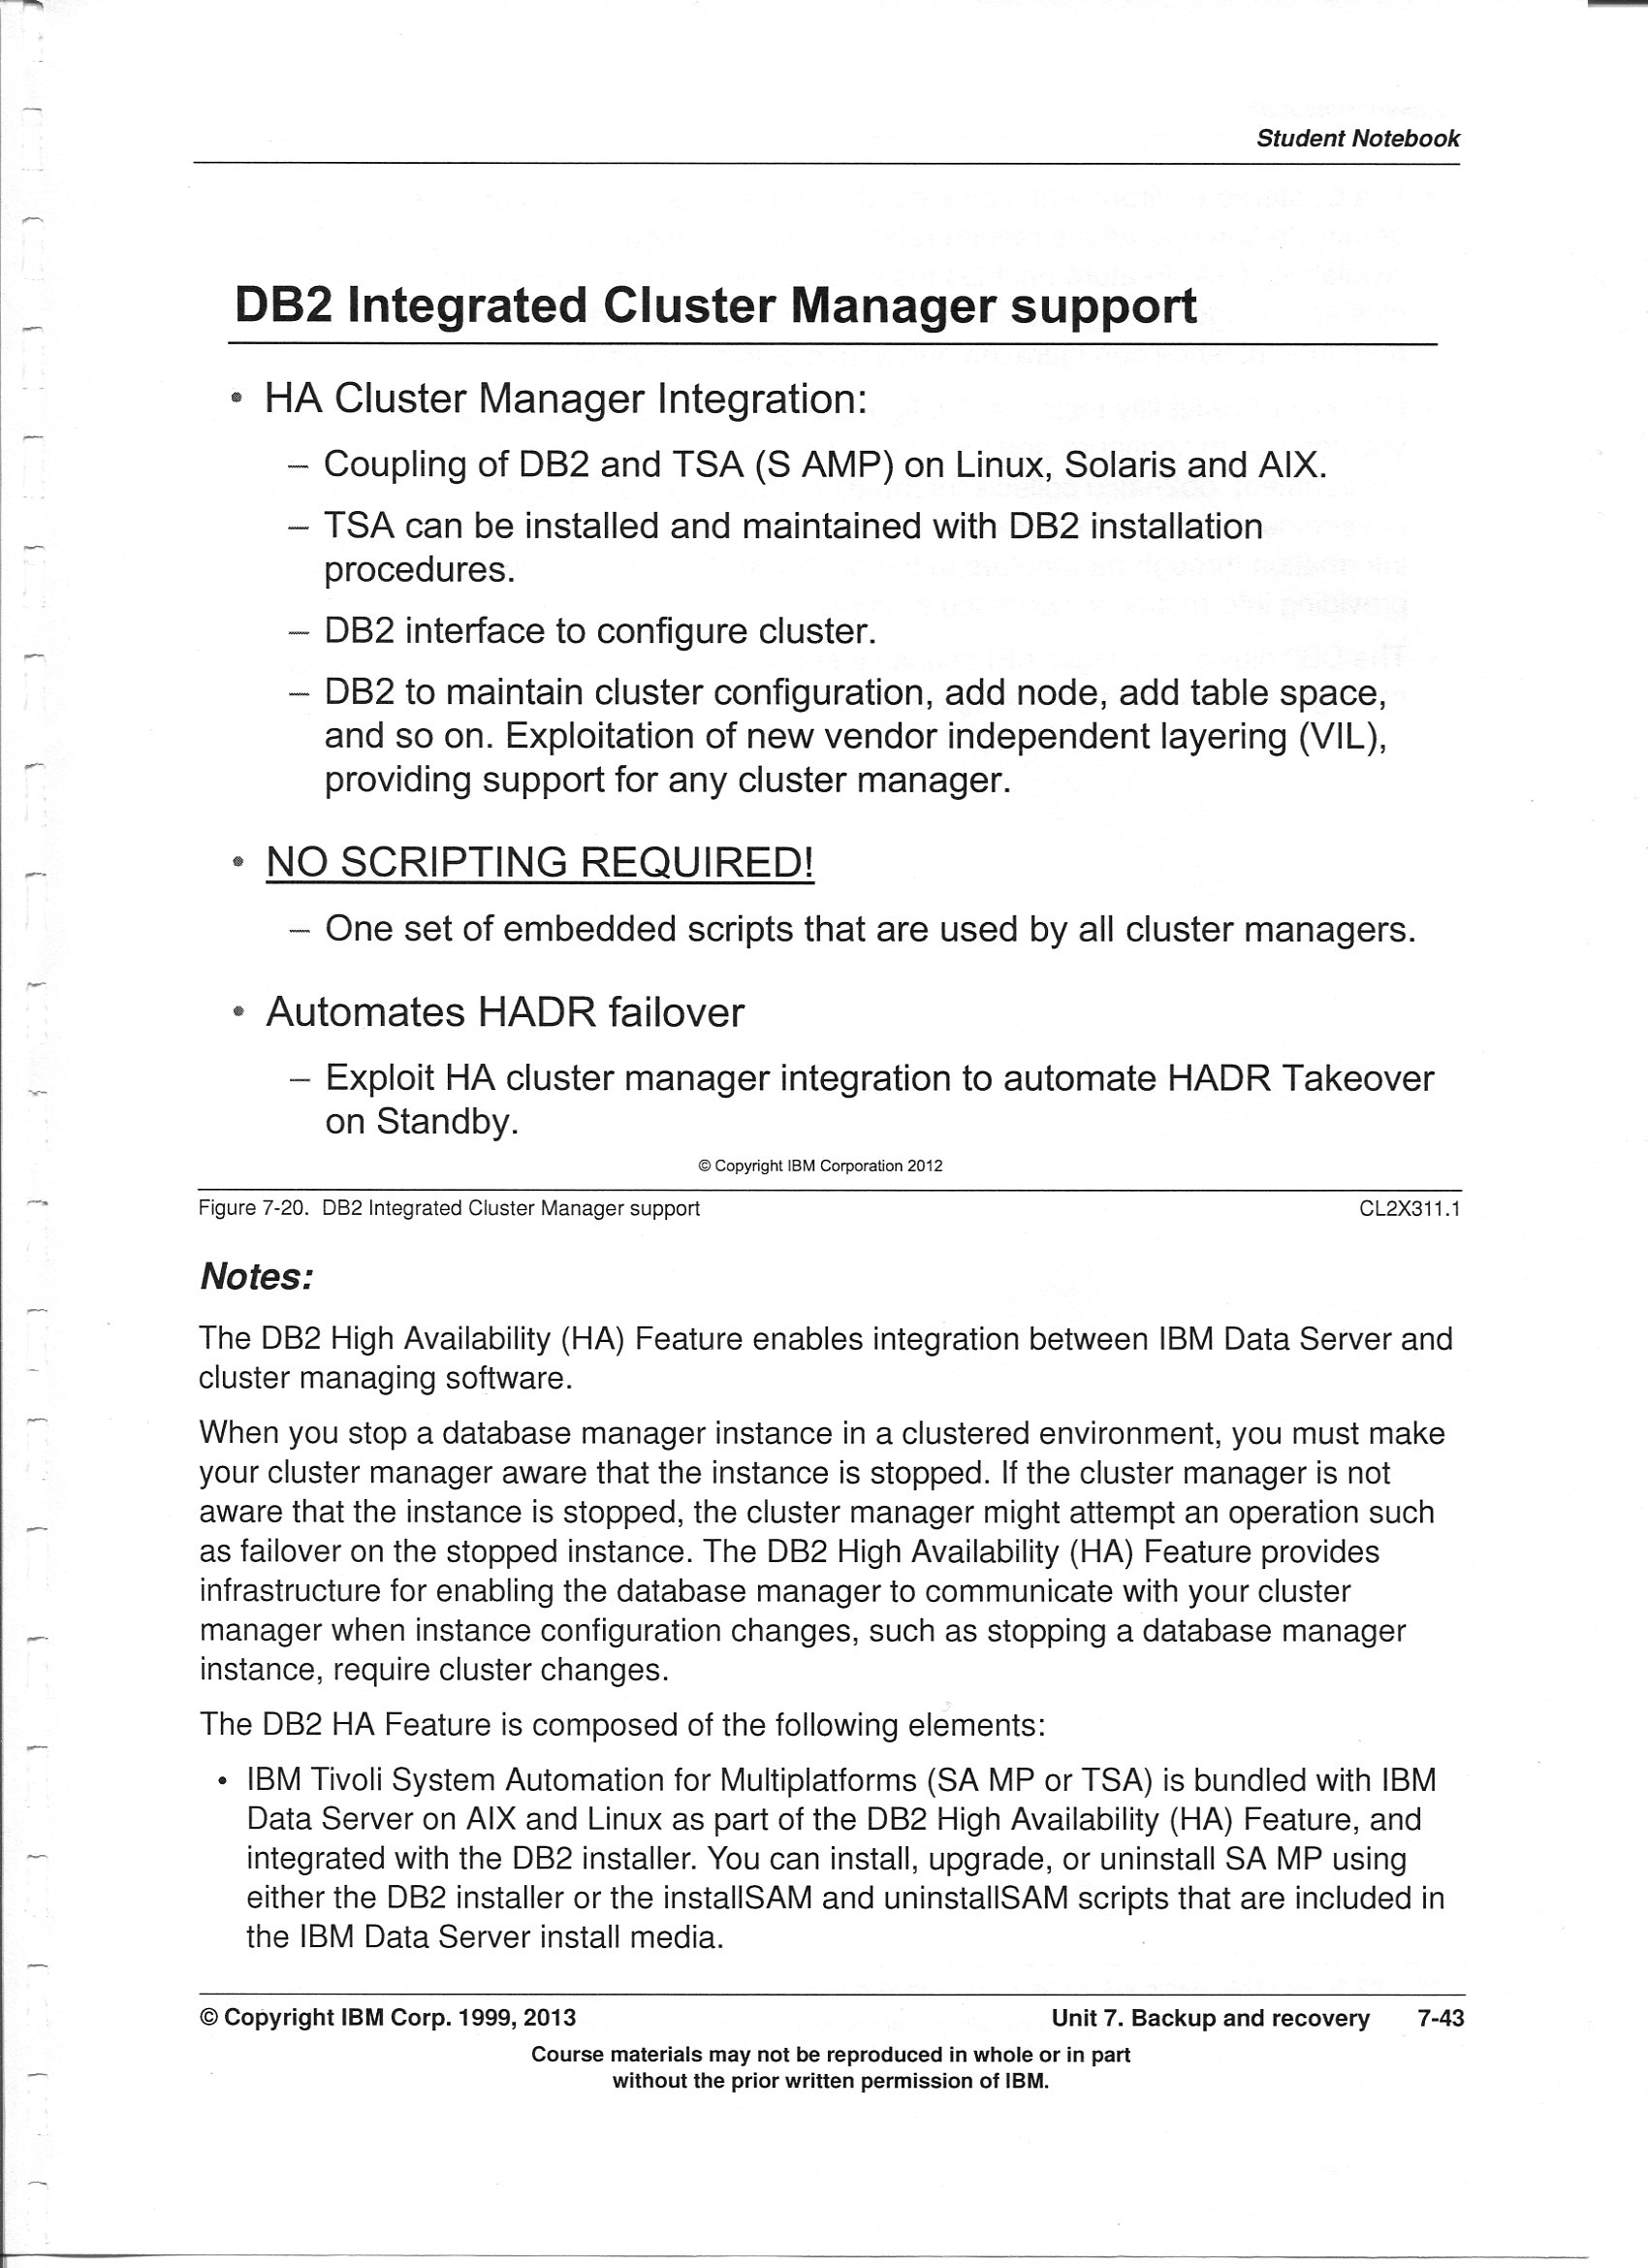 Student Notebook
DB2 Integrated Cluster Manager support
• HA Cluster Manager Integration:
– Coupling of DB2 and TSA (S AMP) on Linux, Solaris and AIX.
– TSA can be installed and maintained with DB2 installation
procedures.
– DB2 interface to configure cluster.
– DB2 to maintain cluster configuration, add node, add table space,
and so on. Exploitation of new vendor independent layering (VIL),
providing support for any cluster manager.
• NO SCRIPTING REQUIRED!
– One set of embedded scripts that are used by all cluster managers.
• Automates HADR failover
– Exploit HA cluster manager integration to automate HADR Takeover
on Standby.
© Copyright IBM Corporation 2012
Figure 7-20. DB2 Integrated Cluster Manager support CL2X311.1
Notes:
The DB2 High Availability (HA) Feature enables integration between IBM Data Server and
cluster managing software.
When you stop a database manager instance in a clustered environment, you must make
your cluster manager aware that the instance is stopped. If the cluster manager is not
aware that the instance is stopped, the cluster manager might attempt an operation such
as failover on the stopped instance. The DB2 High Availability (HA) Feature provides
infrastructure for enabling the database manager to communicate with your cluster
manager when instance configuration changes, such as stopping a database manager
instance, require cluster changes.
The DB2 HA Feature is composed of the following elements:
• IBM Tivoli System Automation for Multiplatforms (SA MP or TSA) is bundled with IBM
Data Server on AIX and Linux as part of the DB2 High Availability (HA) Feature, and
integrated with the DB2 installer. You can install, upgrade, or uninstall SA MP using
either the DB2 installer or the installSAM and uninstallSAM scripts that are included in
the IBM Data Server install media.
© Copyright IBM Corp. 1999, 2013 Unit 7. Backup and recovery 7-43
Course materials may not be reproduced in whole or in part
without the prior written permission of IBM.